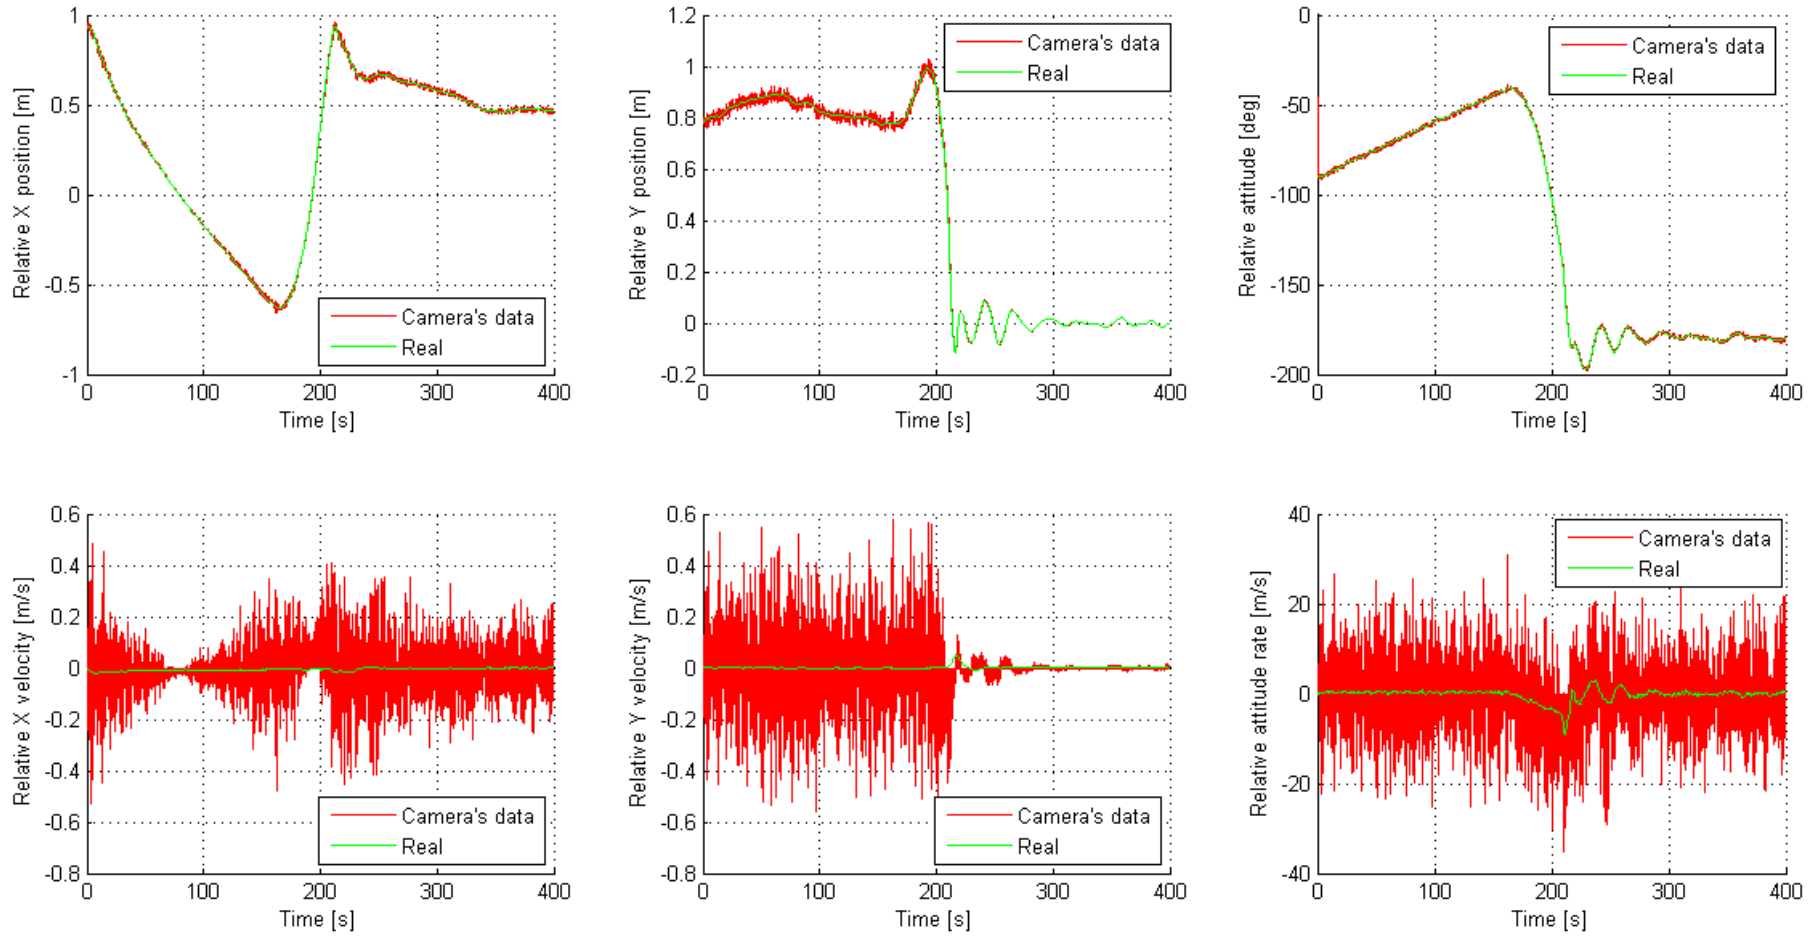 1
0.5
0
-0.5
-1
0 100 200 300 400
Relative X position [m]
Time [s]
Camera's data
Real
1.2
1
0.8
0.6
0.4
0.2
0
-0.2
0 100 200 300 400
Relative Y position [m]
Time [s]
Camera's data
Real
0
-50
-100
-150
-200
0 100 200 300 400
Relative attitude [deg]
Time [s]
Camera's data
Real
0.6
0.4
0.2
0
-0.2
-0.4
-0.6
-0.8
0 100 200 300 400
Relative X velocity [m/s]
Time [s]
Camera's data
Real
0.6
0.4
0.2
0
-0.2
-0.4
-0.6
-0.8
0 100 200 300 400
Relative Y velocity [m/s]
Time [s]
Camera's data
Real
40
20
0
-20
-40
0 100 200 300 400
Relative attitude rate [m/s]
Time [s]
Camera's data
Real